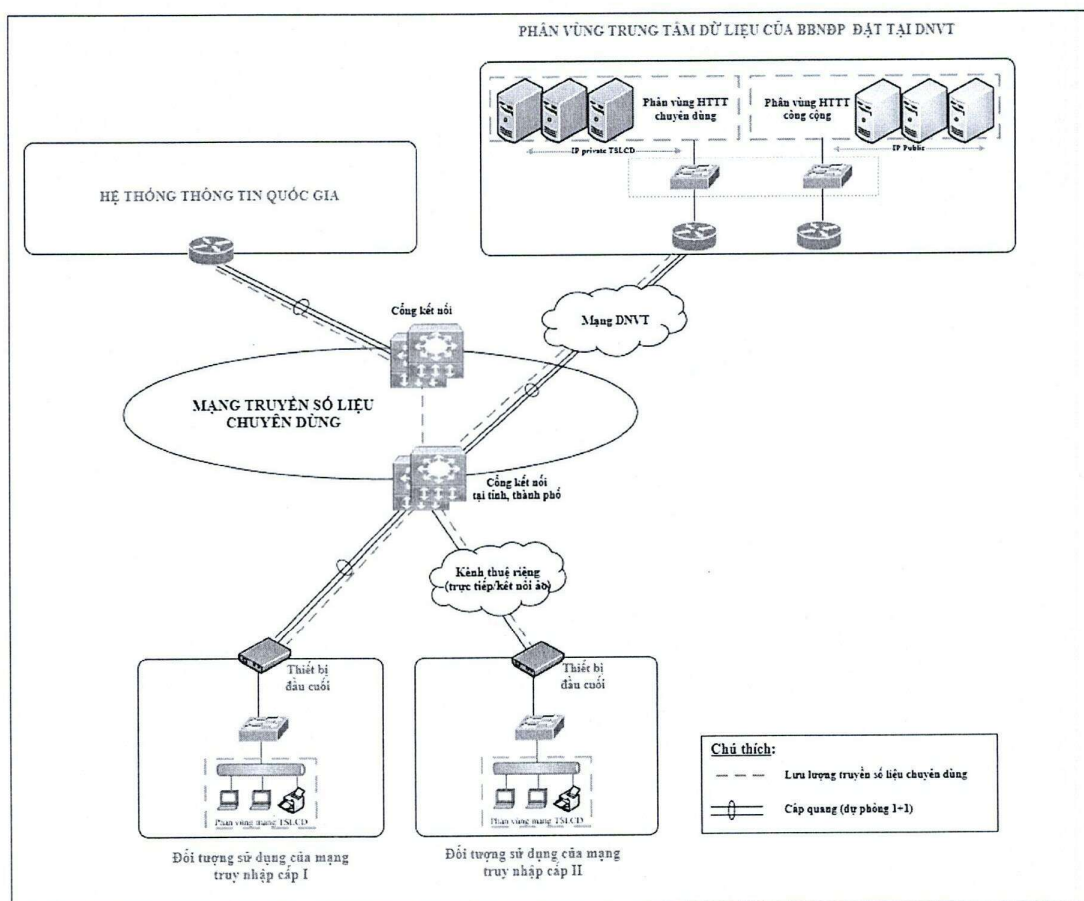 PHÂN VÙNG TRUNG TÂM DỮ LIỆU CỦA BBNĐP ĐẶT TẠI DNVT
Phân vùng HTTT
chuyên dùng
Phân vùng HTTT
công cộng
IP private TSLCD
IP Public
HỆ THỐNG THÔNG TIN QUỐC GIA
Cổng kết nối
Mạng DNVT
MẠNG TRUYỀN SỐ LIỆU
CHUYÊN DÙNG
Cổng kết nối
tại tỉnh, thành phố
Kênh thuê riêng
(trực tiếp/kết nối ảo)
Thiết bị
đầu cuối
Thiết bị
đầu cuối
Phân vùng mạng TSLCD
Phân vùng mạng TSLCD
Đối tượng sử dụng của mạng
truy nhập cấp I
Đối tượng sử dụng của mạng
truy nhập cấp II
Chú thích:
Lưu lượng truyền số liệu chuyên dùng
Cáp quang (dự phòng 1+1)